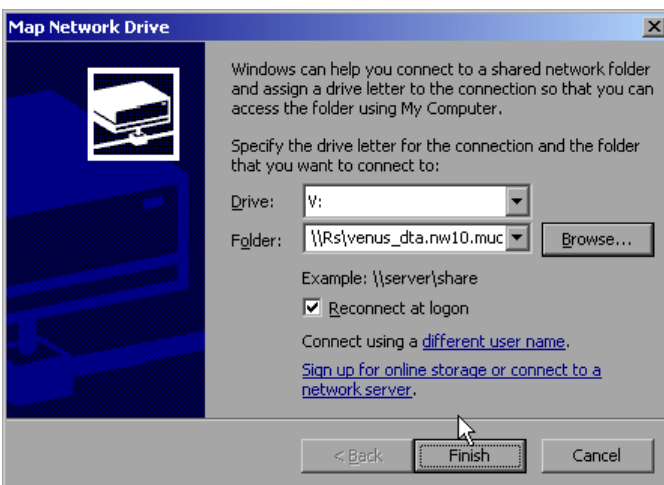 Map Network Drive
Windows can help you connect to a shared network folder
and assign a drive letter to the connection so that you can
access the folder using My Computer.
Specify the drive letter for the connection and the folder
that you want to connect to:
Drive: V:
Folder: \\Rs\venus_dta.nw10.muc Browse...
Example: \\server\share
Reconnect at logon
Connect using a different user name.
Sign up for online storage or connect to a
network server.
< Back Finish Cancel